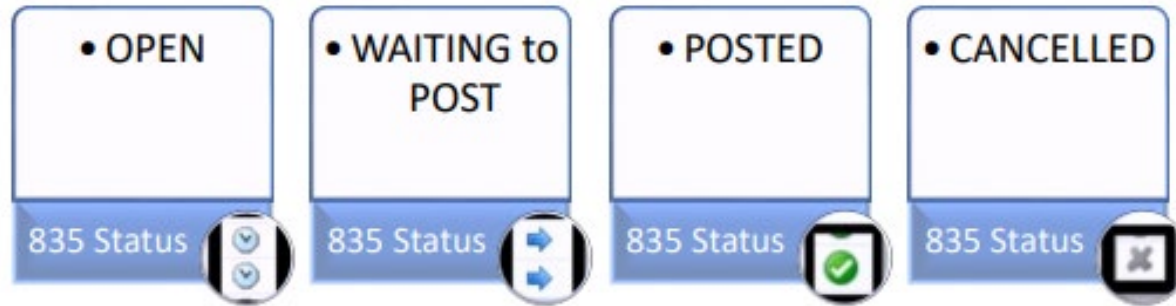 • OPEN
835 Status
• WAITING to
POST
835 Status
• POSTED
835 Status
• CANCELLED
835 Status